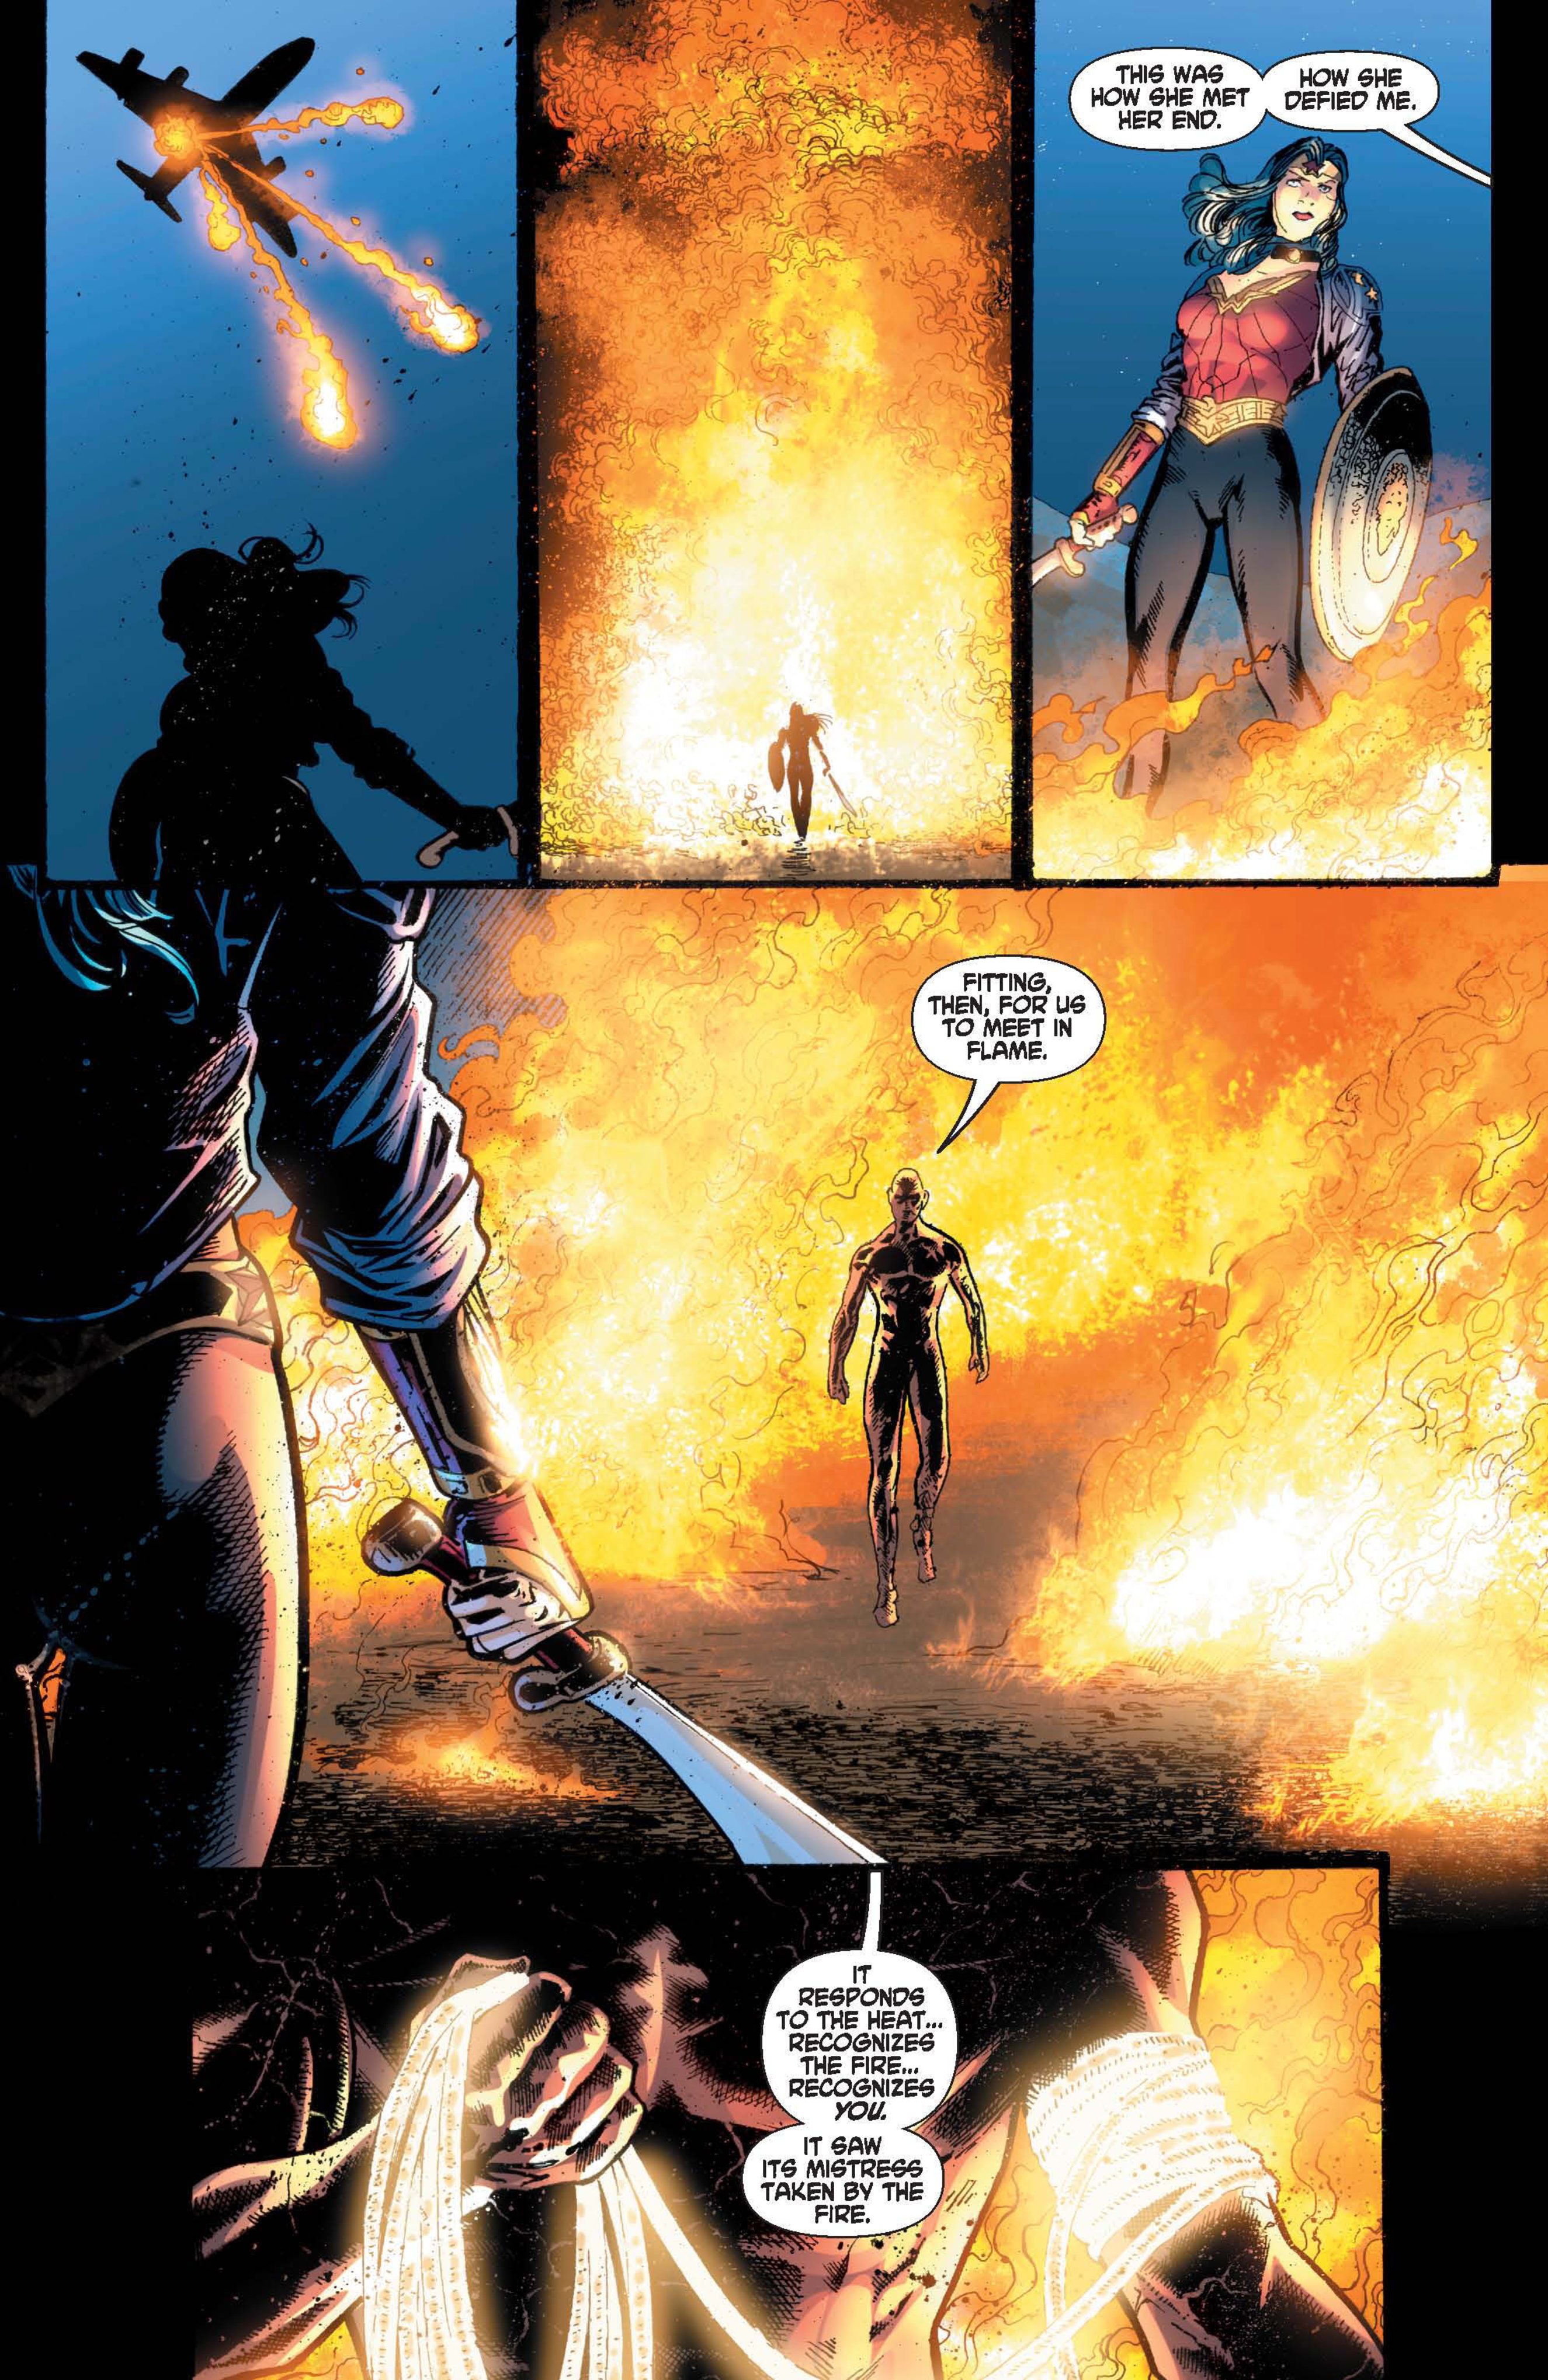 THIS WAS
HOW SHE MET
HER END.
HOW SHE
DEFIED ME.
FITTING,
THEN, FOR US
TO MEET IN
FLAME.
IT
RESPONDS
TO THE HEAT...
RECOGNIZES
THE FIRE...
RECOGNIZES
YOU.
IT SAW
ITS MISTRESS
TAKEN BY THE
FIRE.